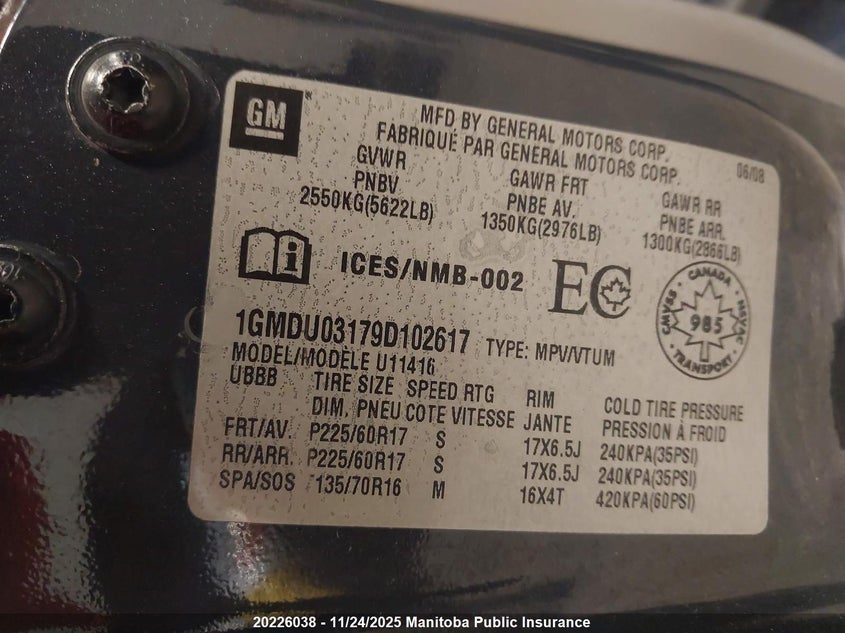 GM
MFD BY GENERAL MOTORS CORP.
FABRIQUÉ PAR GENERAL MOTORS CORP.
06/08
GVWR GAWR FRT GAWR RR
PNBV PNBE AV. PNBE ARR.
2550KG(5622LB) 1350KG(2976LB) 1300KG(2866LB)
i ICES/NMB-002 EC
CANADA
CMVSS NSVAC
985
TRANSPORT
1GMDU03179D102617 TYPE: MPV/VTUM
MODEL/MODÈLE U11416
UBBB TIRE SIZE SPEED RTG RIM COLD TIRE PRESSURE
DIM. PNEU COTE VITESSE JANTE PRESSION À FROID
FRT/AV. P225/60R17 S 17X6.5J 240KPA(35PSI)
RR/ARR. P225/60R17 S 17X6.5J 240KPA(35PSI)
SPA/SOS 135/70R16 M 16X4T 420KPA(60PSI)
20226038 - 11/24/2025 Manitoba Public Insurance